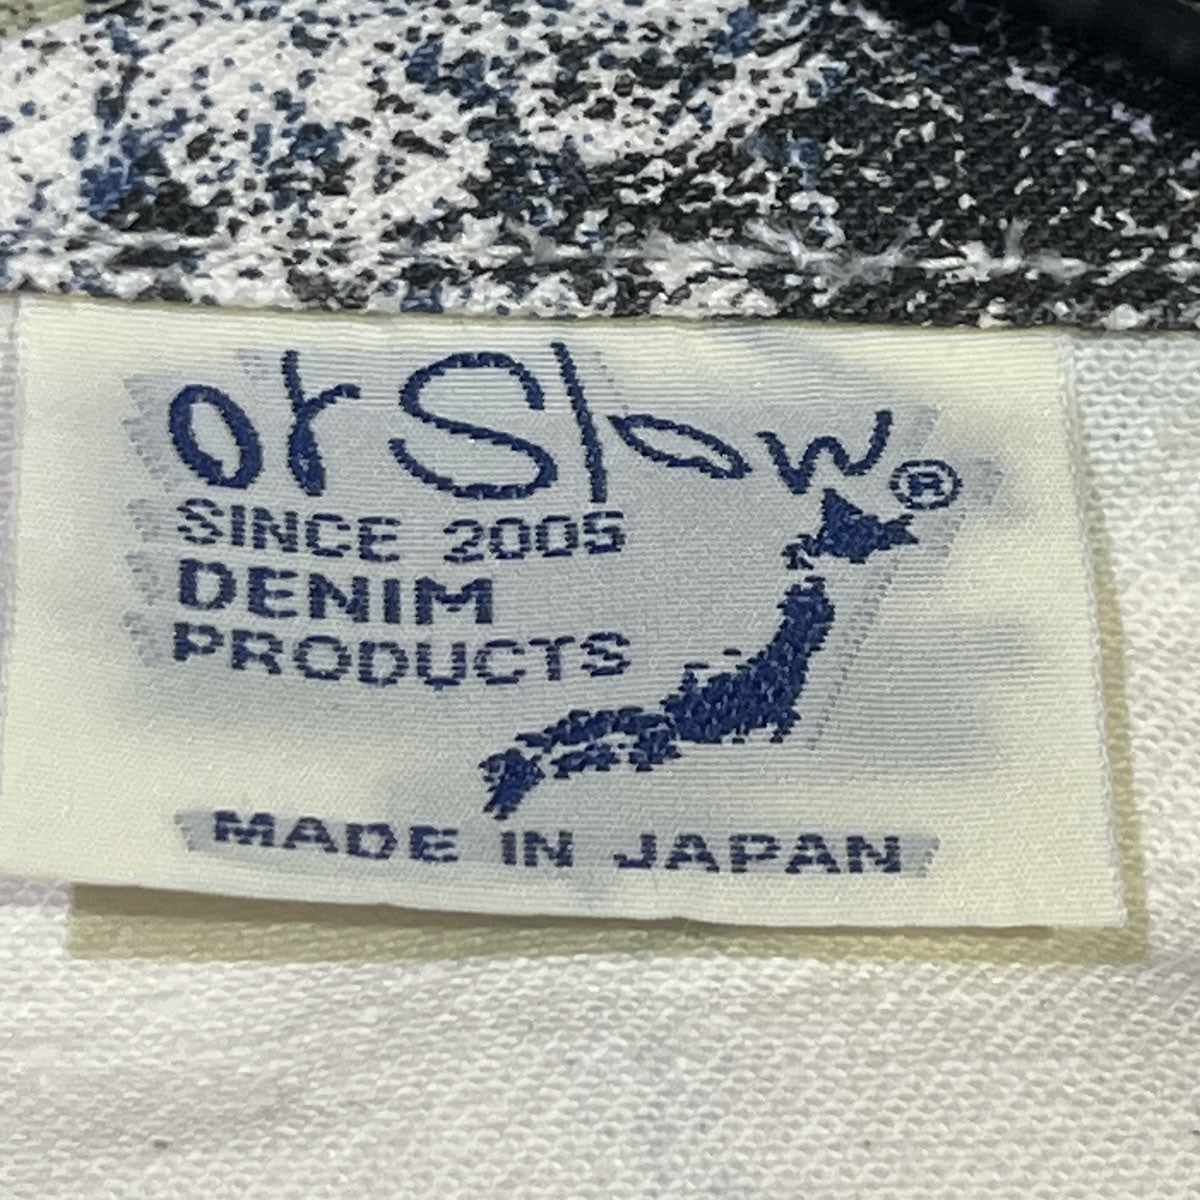 orSlow®
SINCE 2005
DENIM
PRODUCTS
MADE IN JAPAN